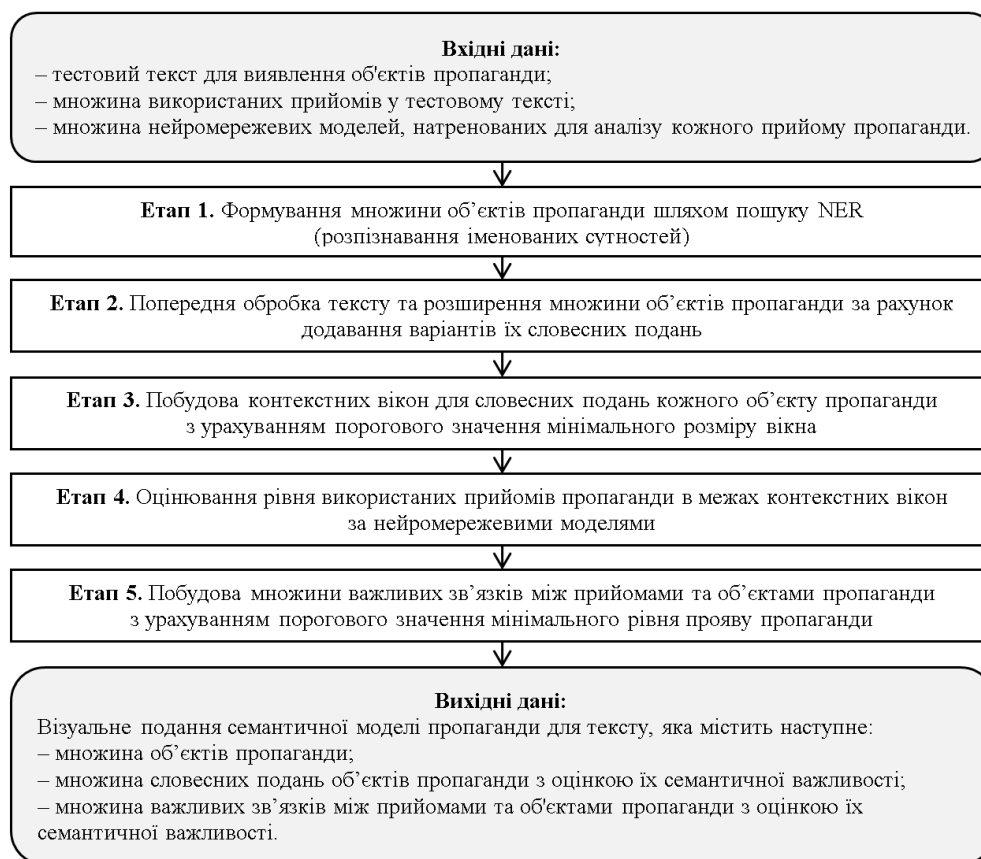 Вхідні дані:
– тестовий текст для виявлення об'єктів пропаганди;
– множина використаних прийомів у тестовому тексті;
– множина нейромережевих моделей, натренованих для аналізу кожного прийому пропаганди.
Етап 1. Формування множини об’єктів пропаганди шляхом пошуку NER
(розпізнавання іменованих сутностей)
Етап 2. Попередня обробка тексту та розширення множини об’єктів пропаганди за рахунок
додавання варіантів їх словесних подань
Етап 3. Побудова контекстних вікон для словесних подань кожного об’єкту пропаганди
з урахуванням порогового значення мінімального розміру вікна
Етап 4. Оцінювання рівня використаних прийомів пропаганди в межах контекстних вікон
за нейромережевими моделями
Етап 5. Побудова множини важливих зв’язків між прийомами та об’єктами пропаганди
з урахуванням порогового значення мінімального рівня прояву пропаганди
Вихідні дані:
Візуальне подання семантичної моделі пропаганди для тексту, яка містить наступне:
– множина об’єктів пропаганди;
– множина словесних подань об’єктів пропаганди з оцінкою їх семантичної важливості;
– множина важливих зв’язків між прийомами та об'єктами пропаганди з оцінкою їх
семантичної важливості.